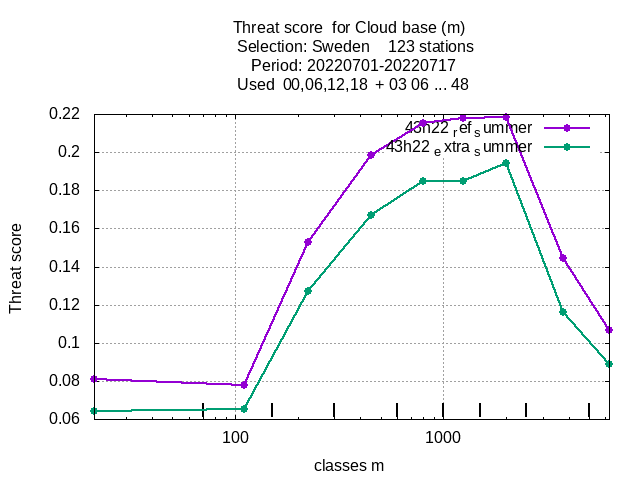 Threat score  for Cloud base (m)
Selection: Sweden    123 stations
Period: 20220701-20220717
Used  00,06,12,18  + 03 06 ... 48
0.22
0.2
0.18
0.16
0.14
0.12
0.1
0.08
0.06
Threat score
43h22 ref summer
43h22 extra summer
100
1000
classes m